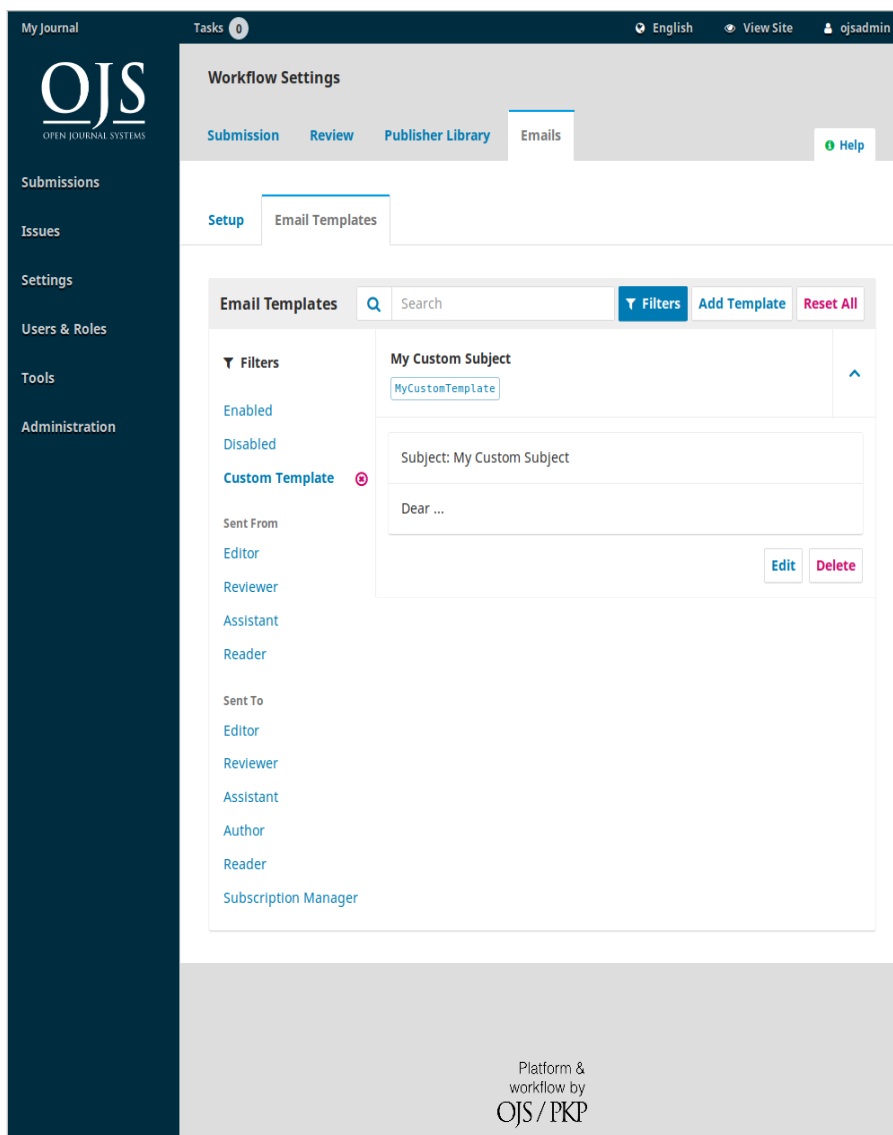 My Journal
Tasks 0
English
View Site
ojsadmin
OJS
OPEN JOURNAL SYSTEMS
Submissions
Issues
Settings
Users & Roles
Tools
Administration
Workflow Settings
Submission
Review
Publisher Library
Emails
Help
Setup
Email Templates
Email Templates
Search
Filters
Add Template
Reset All
Filters
Enabled
Disabled
Custom Template
Sent From
Editor
Reviewer
Assistant
Reader
Sent To
Editor
Reviewer
Assistant
Author
Reader
Subscription Manager
My Custom Subject
MyCustomTemplate
Subject: My Custom Subject
Dear ...
Edit
Delete
Platform &
workflow by
OJS / PKP